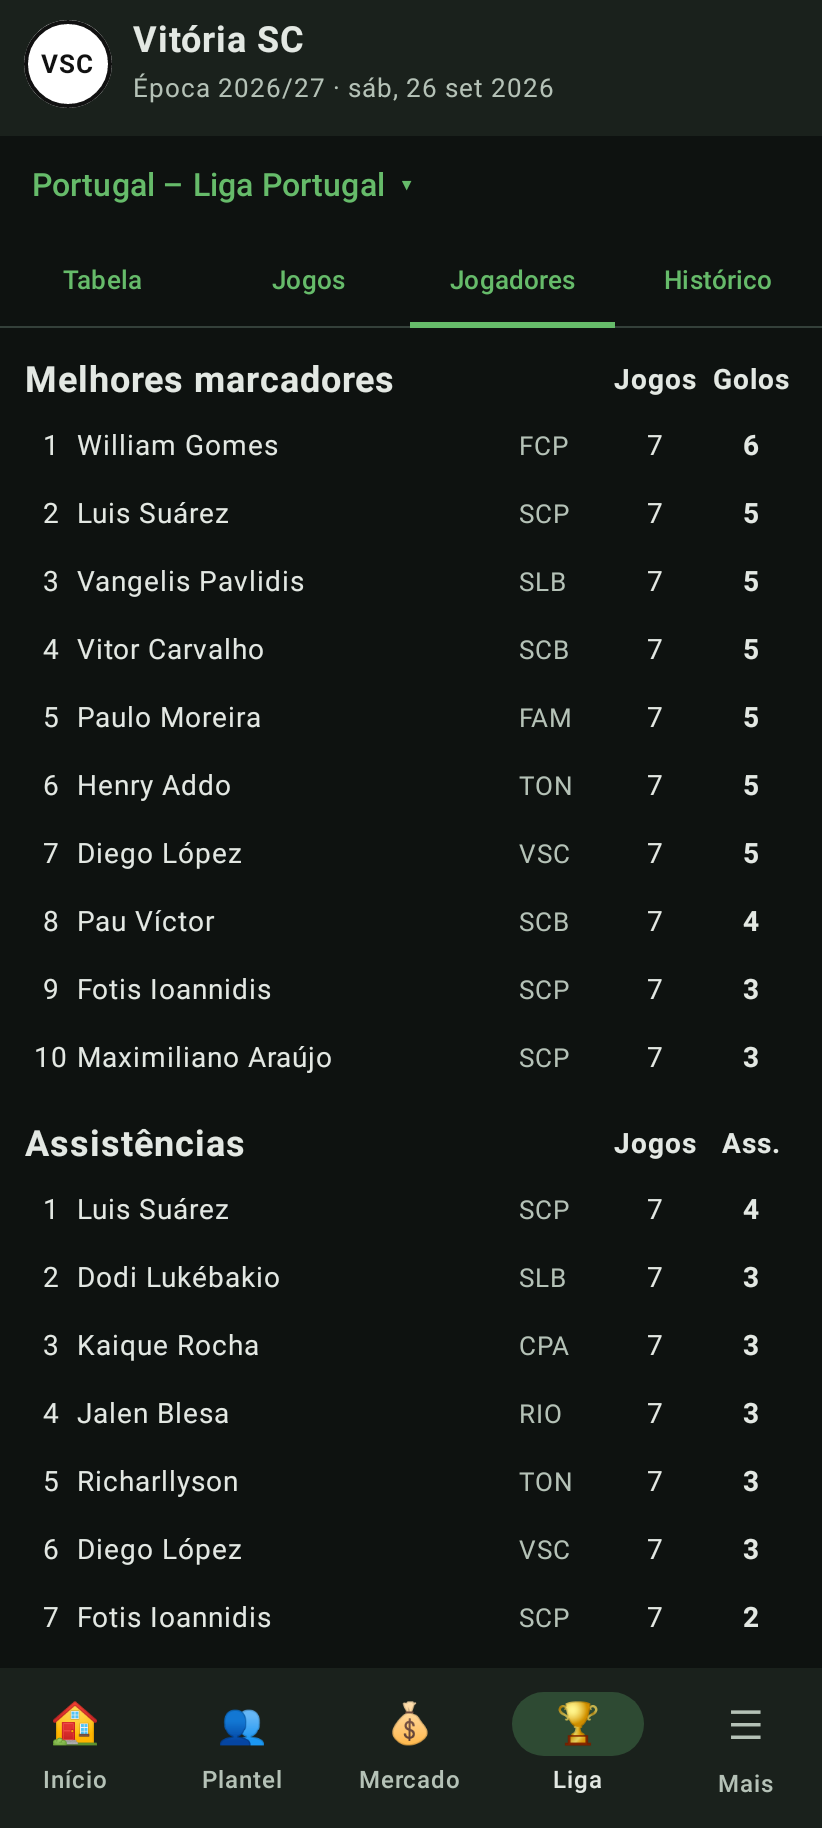 VSC
Vitória SC
Época 2026/27 · sáb, 26 set 2026
Portugal – Liga Portugal ▼
Tabela Jogos Jogadores Histórico
Melhores marcadores Jogos Golos
1 William Gomes FCP 7 6
2 Luis Suárez SCP 7 5
3 Vangelis Pavlidis SLB 7 5
4 Vitor Carvalho SCB 7 5
5 Paulo Moreira FAM 7 5
6 Henry Addo TON 7 5
7 Diego López VSC 7 5
8 Pau Víctor SCB 7 4
9 Fotis Ioannidis SCP 7 3
10 Maximiliano Araújo SCP 7 3
Assistências Jogos Ass.
1 Luis Suárez SCP 7 4
2 Dodi Lukébakio SLB 7 3
3 Kaique Rocha CPA 7 3
4 Jalen Blesa RIO 7 3
5 Richarllyson TON 7 3
6 Diego López VSC 7 3
7 Fotis Ioannidis SCP 7 2
Início Plantel Mercado Liga Mais